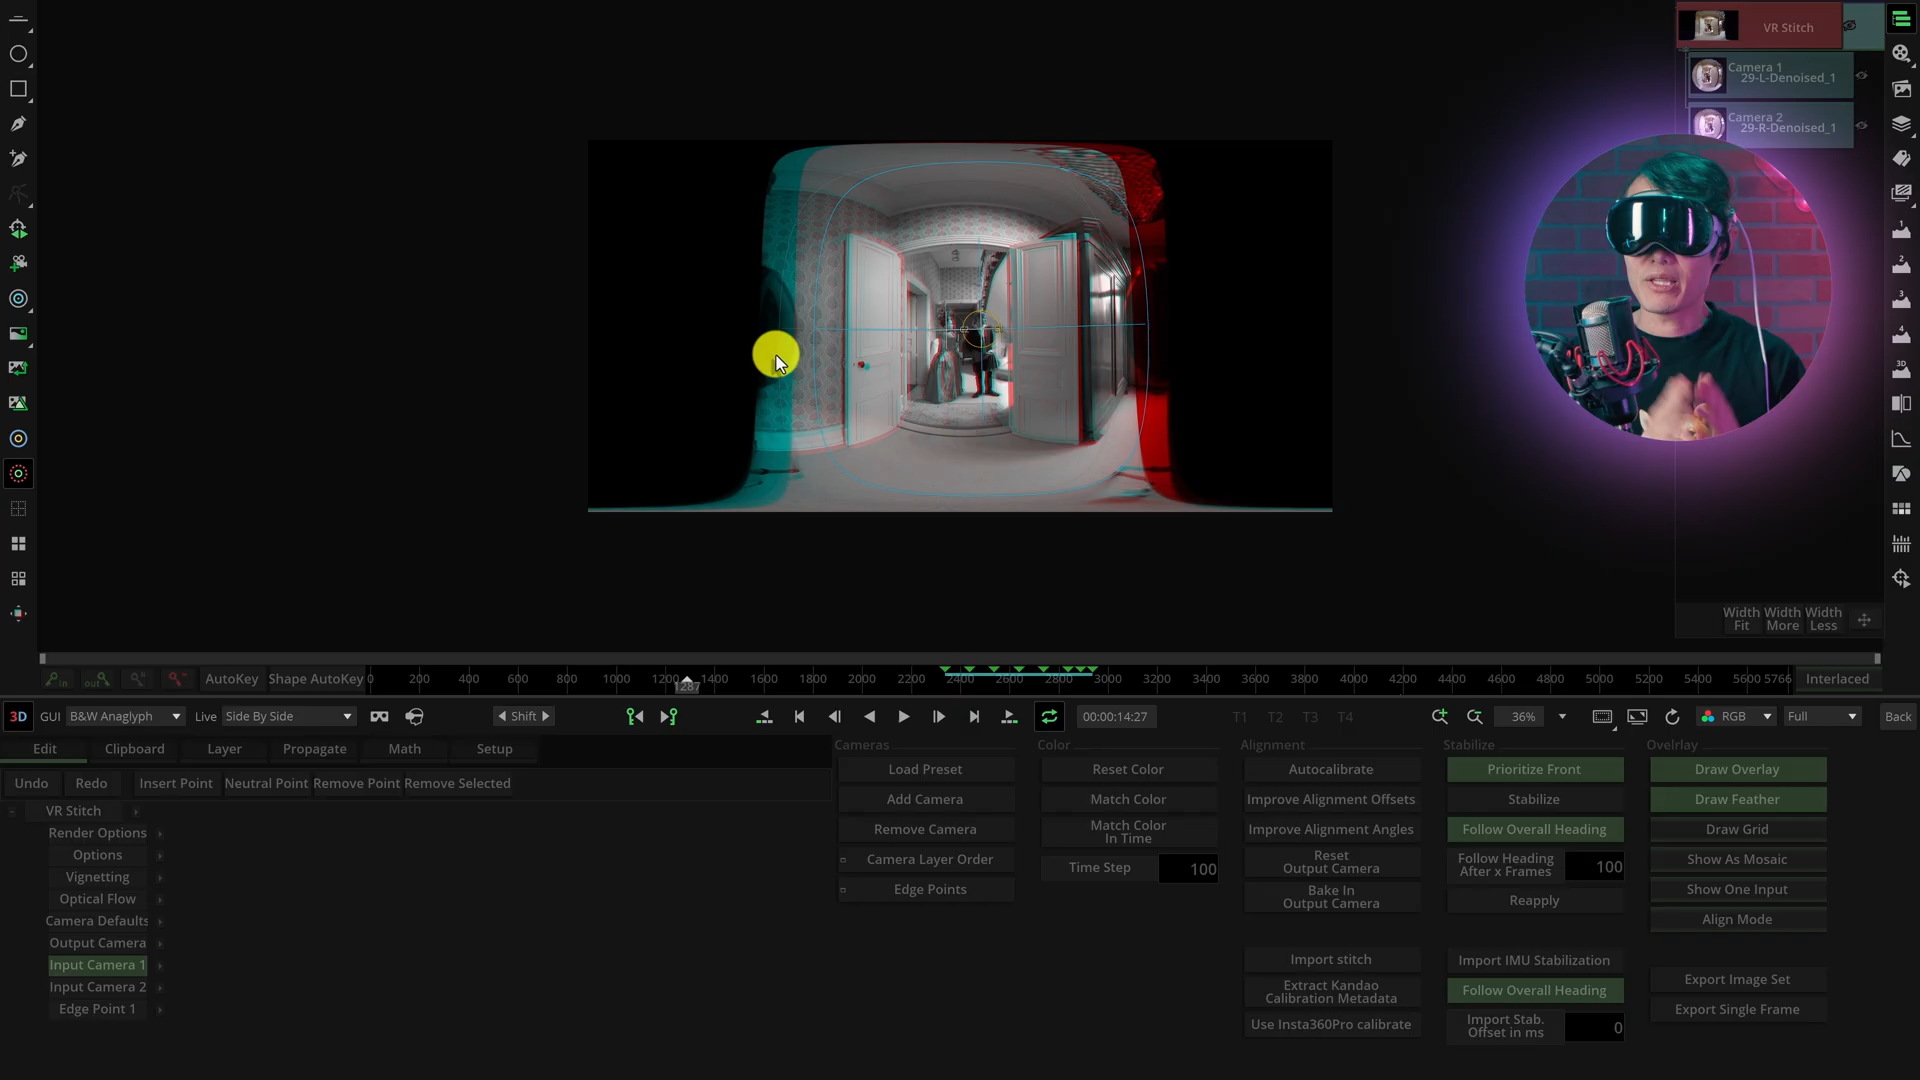 VR Stitch
Camera 1
29-L-Denoised_1
Camera 2
29-R-Denoised_1
1
2
3
4
3D
Width Fit
Width More
Width Less
in
out
AutoKey
Shape AutoKey
0 200 400 600 800 1000 1200 1400 1600 1800 2000 2200 2400 2600 2800 3000 3200 3400 3600 3800 4000 4200 4400 4600 4800 5000 5200 5400 5600 5766
1287
Interlaced
3D GUI B&W Anaglyph Live Side By Side Shift 00:00:14:27 T1 T2 T3 T4 36% RGB Full Back
Edit Clipboard Layer Propagate Math Setup
Undo Redo Insert Point Neutral Point Remove Point Remove Selected
VR Stitch
Render Options
Options
Vignetting
Optical Flow
Camera Defaults
Output Camera
Input Camera 1
Input Camera 2
Edge Point 1
Cameras
Load Preset
Add Camera
Remove Camera
Camera Layer Order
Edge Points
Color
Reset Color
Match Color
Match Color
In Time
Time Step 100
Alignment
Autocalibrate
Improve Alignment Offsets
Improve Alignment Angles
Reset
Output Camera
Bake In
Output Camera
Import stitch
Extract Kandao
Calibration Metadata
Use Insta360Pro calibrate
Stabilize
Prioritize Front
Stabilize
Follow Overall Heading
Follow Heading
After x Frames 100
Reapply
Import IMU Stabilization
Follow Overall Heading
Import Stab.
Offset in ms 0
Ovelrlay
Draw Overlay
Draw Feather
Draw Grid
Show As Mosaic
Show One Input
Align Mode
Export Image Set
Export Single Frame